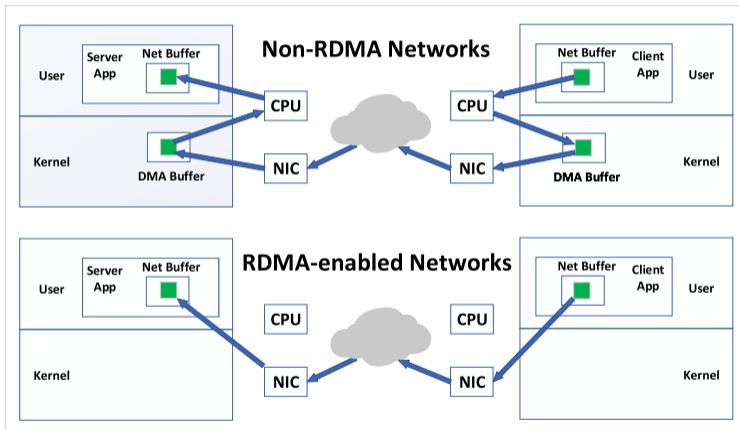 Non-RDMA Networks
Server
App
Net Buffer
User
CPU
Kernel
DMA Buffer
NIC
Net Buffer
Client
App
User
CPU
Kernel
DMA Buffer
NIC
RDMA-enabled Networks
Server
App
Net Buffer
User
CPU
Kernel
NIC
Net Buffer
Client
App
User
CPU
Kernel
NIC